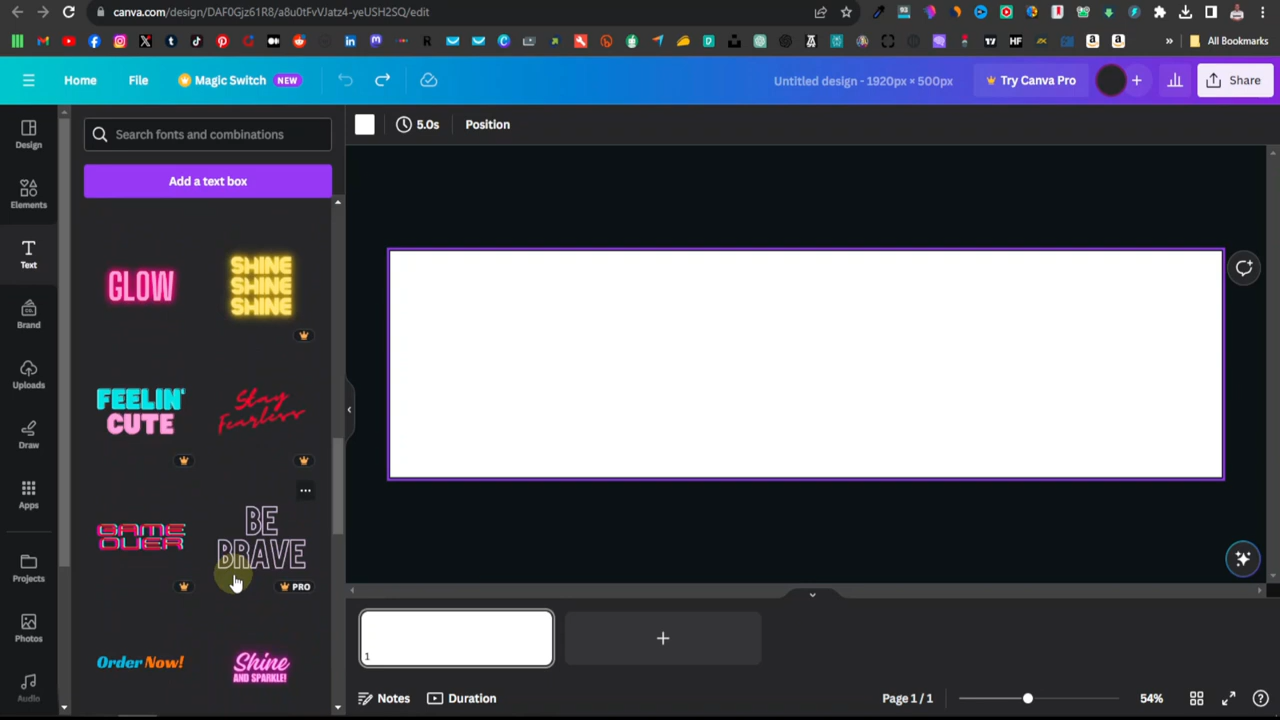 canva.com/design/DAF0Gjz61R8/a8u0tFvVJatz4-yeUSH2SQ/edit
All Bookmarks
Home
File
Magic Switch NEW
Untitled design - 1920px × 500px
Try Canva Pro
Share
Design
Elements
Text
Brand
Uploads
Draw
Apps
Projects
Photos
Audio
Search fonts and combinations
Add a text box
GLOW
SHINE
SHINE
SHINE
FEELIN'
CUTE
Stay
Fearless
GAME
OVER
BE
BRAVE
PRO
Order Now!
Shine
AND SPARKLE!
5.0s
Position
1
Notes
Duration
Page 1 / 1
54%